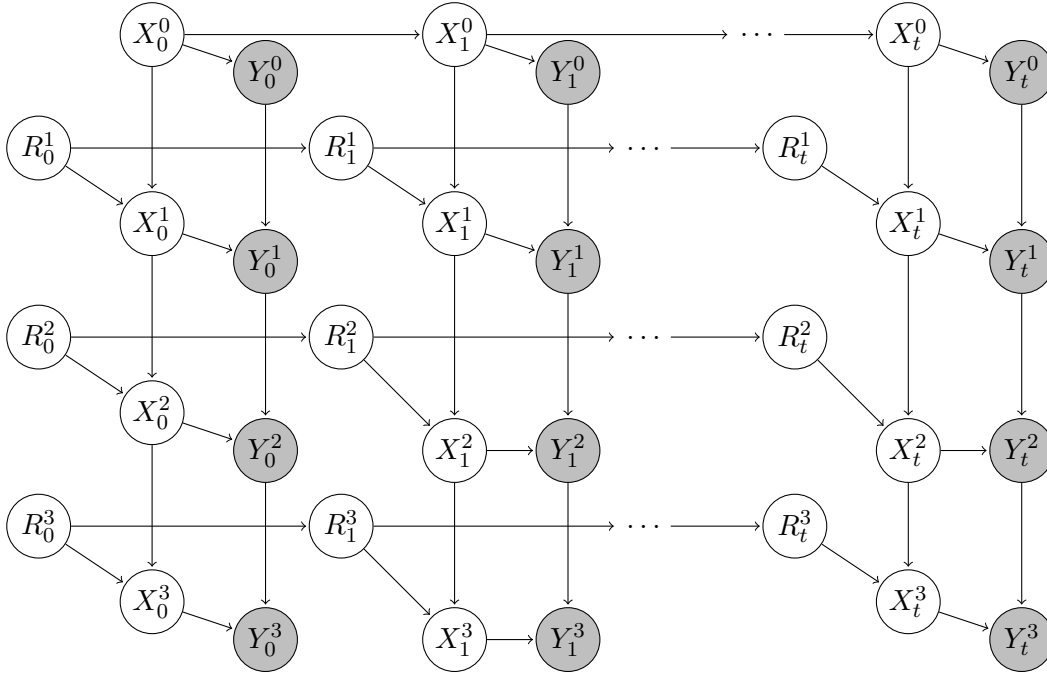 X_0^0 X_1^0 ... X_t^0
Y_0^0 Y_1^0 Y_t^0
R_0^1 R_1^1 ... R_t^1
X_0^1 X_1^1 X_t^1
Y_0^1 Y_1^1 Y_t^1
R_0^2 R_1^2 ... R_t^2
X_0^2
Y_0^2 X_1^2 Y_1^2 X_t^2 Y_t^2
R_0^3 R_1^3 ... R_t^3
X_0^3 X_t^3
Y_0^3 X_1^3 Y_1^3 Y_t^3